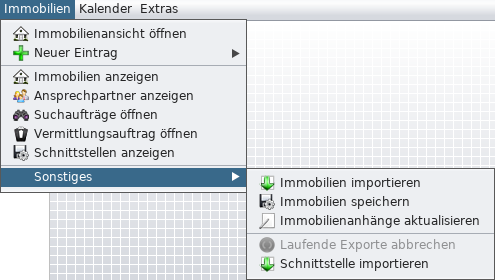 Immobilien Kalender Extras
Immobilienansicht öffnen
Neuer Eintrag
Immobilien anzeigen
Ansprechpartner anzeigen
Suchaufträge öffnen
Vermittlungsauftrag öffnen
Schnittstellen anzeigen
Sonstiges
Immobilien importieren
Immobilien speichern
Immobilienanhänge aktualisieren
Laufende Exporte abbrechen
Schnittstelle importieren